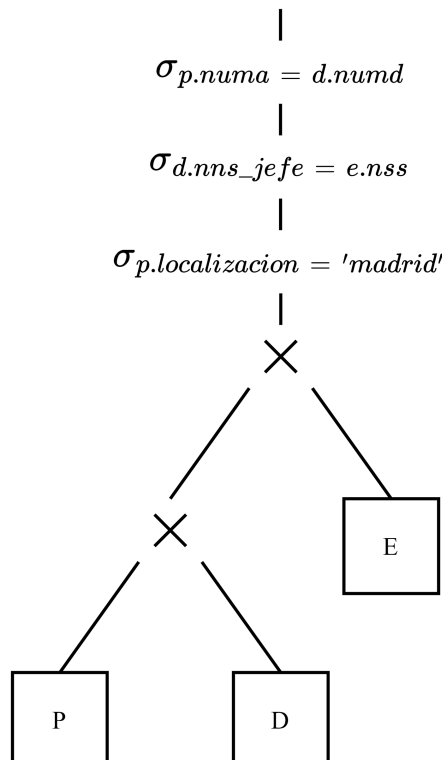 σp.numa = d.numd
σd.nns_jefe = e.nss
σp.localizacion = 'madrid'
×
×
E
P
D